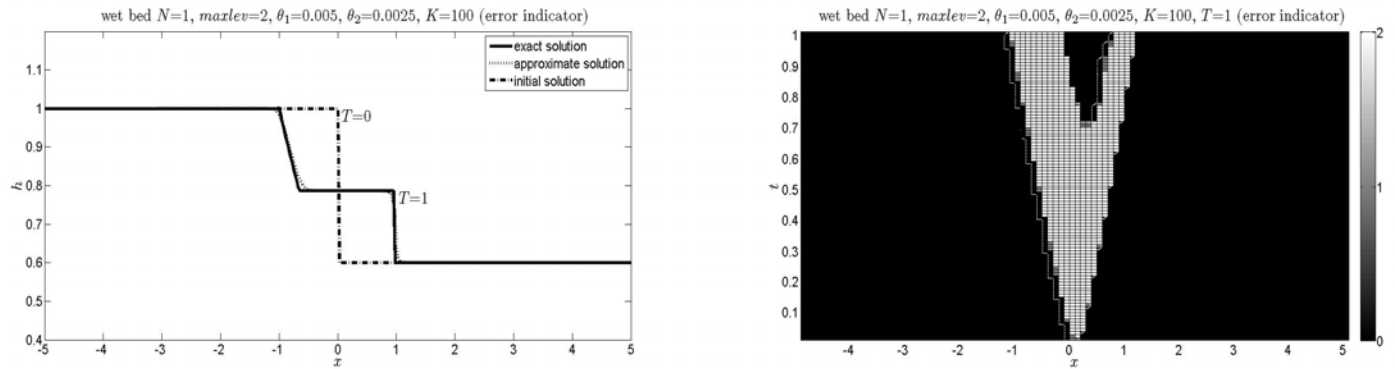 wet bed N=1, maxlev=2, θ₁=0.005, θ₂=0.0025, K=100 (error indicator)
exact solution
approximate solution
initial solution
T=0
T=1
h
1.1
1
0.9
0.8
0.7
0.6
0.5
0.4
-5 -4 -3 -2 -1 0 1 2 3 4 5
x
wet bed N=1, maxlev=2, θ₁=0.005, θ₂=0.0025, K=100, T=1 (error indicator)
t
1
0.9
0.8
0.7
0.6
0.5
0.4
0.3
0.2
0.1
-4 -3 -2 -1 0 1 2 3 4 5
x
2
1
0